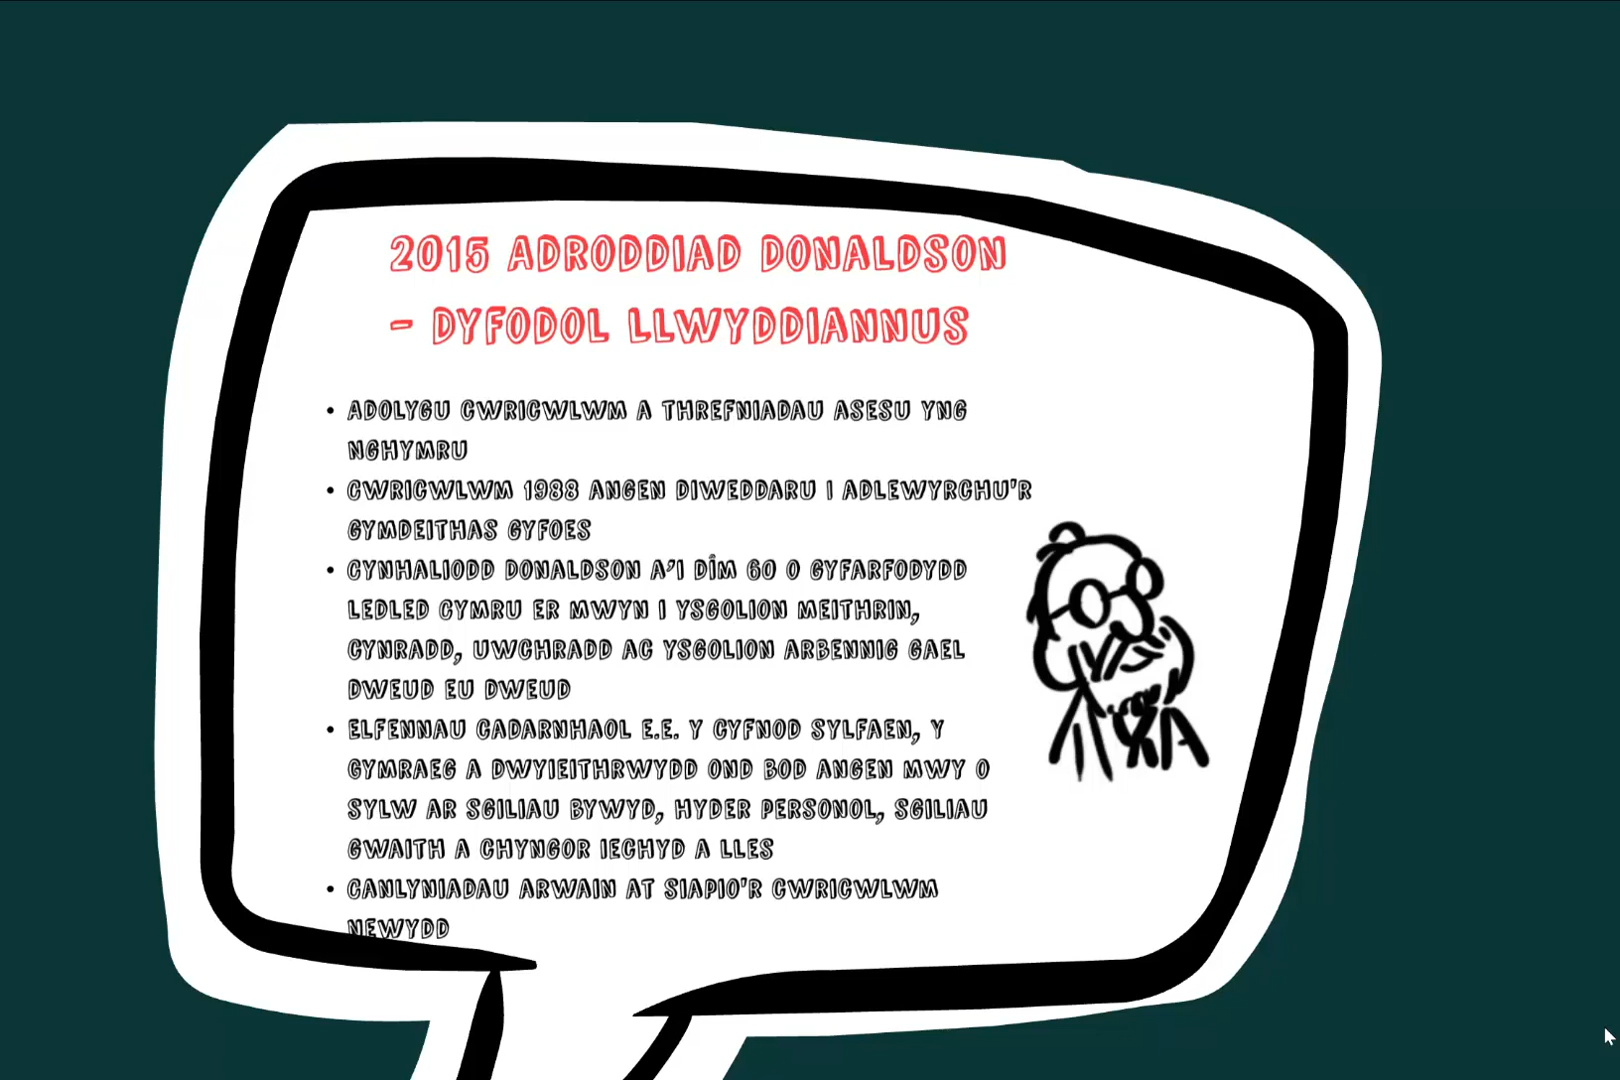 2015 ADRODDIAD DONALDSON
- DYFODOL LLWYDDIANNUS
• ADOLYGU CWRICWLWM A THREFNIADAU ASESU YNG
NGHYMRU
• CWRICWLWM 1988 ANGEN DIWEDDARU I ADLEWYRCHU'R
GYMDEITHAS GYFOES
• CYNHALIODD DONALDSON A'I DÎM 60 O GYFARFODYDD
LEDLED CYMRU ER MWYN I YSGOLION MEITHRIN,
CYNRADD, UWCHRADD AC YSGOLION ARBENNIG GAEL
DWEUD EU DWEUD
• ELFENNAU CADARNHAOL E.E. Y CYFNOD SYLFAEN, Y
GYMRAEG A DWYIEITHRWYDD OND BOD ANGEN MWY O
SYLW AR SGILIAU BYWYD, HYDER PERSONOL, SGILIAU
GWAITH A CHYNGOR IECHYD A LLES
• CANLYNIADAU ARWAIN AT SIAPIO'R CWRICWLWM
NEWYDD